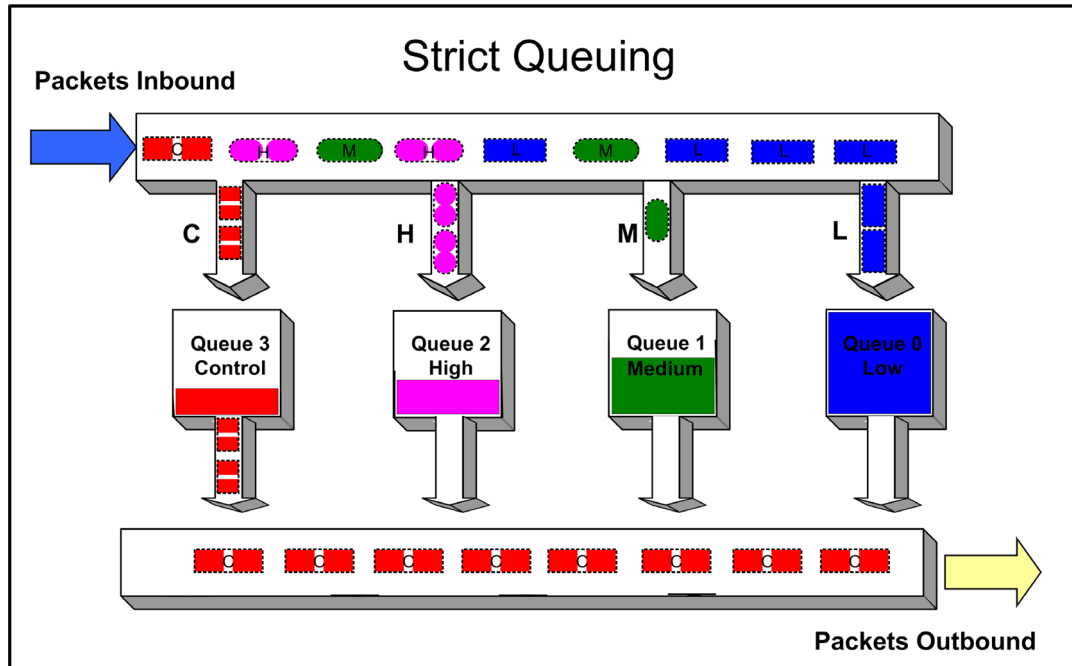 Strict Queuing
Packets Inbound
C H M H L M L L L
C H M L
Queue 3 Queue 2 Queue 1 Queue 0
Control High Medium Low
C C C C C C C C
Packets Outbound